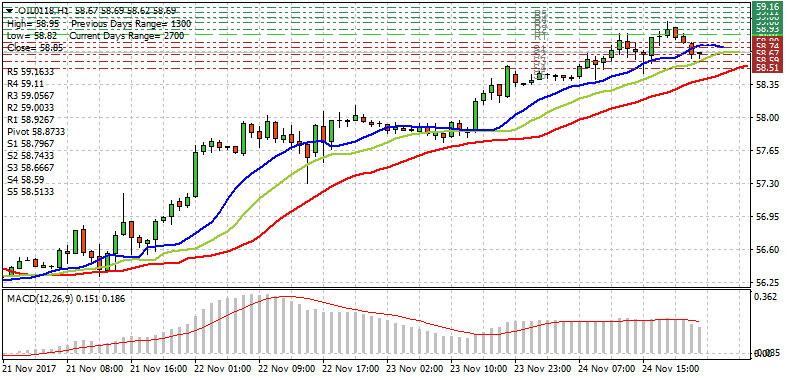 OIL0118,H1 58.67 58.69 58.62 58.69
High= 58.95 Previous Days Range= 1300
Low= 58.82 Current Days Range= 2700
Close= 58.85
R5 59.1633
R4 59.11
R3 59.0567
R2 59.0033
R1 58.9267
Pivot 58.8733
S1 58.7967
S2 58.7433
S3 58.6667
S4 58.59
S5 58.5133
59.16
58.93
58.74
58.67
58.59
58.51
58.35
58.00
57.65
57.30
56.95
56.60
56.25
MACD(12,26,9) 0.151 0.186
0.362
21 Nov 2017
21 Nov 08:00
21 Nov 16:00
22 Nov 01:00
22 Nov 09:00
22 Nov 17:00
23 Nov 02:00
23 Nov 10:00
23 Nov 23:00
24 Nov 07:00
24 Nov 15:00